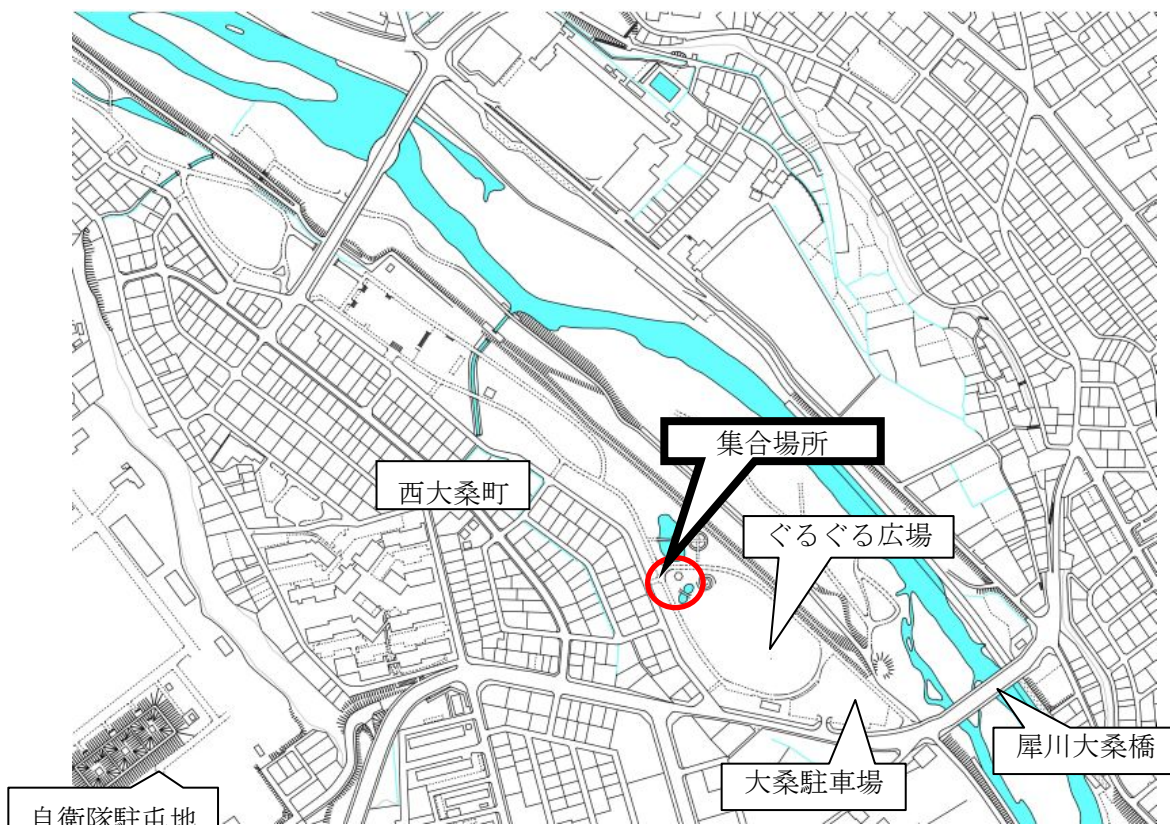 集合場所
西大桑町
ぐるぐる広場
犀川大桑橋
大桑駐車場
自衛隊駐屯地